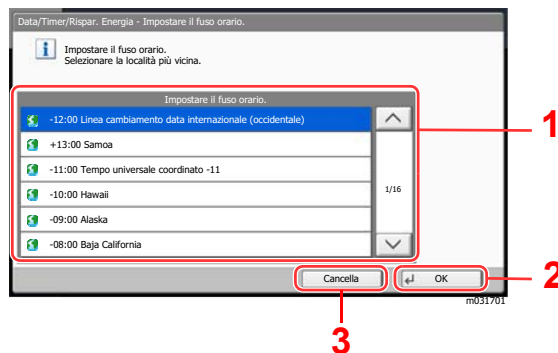 Data/Timer/Rispar. Energia - Impostare il fuso orario.
Impostare il fuso orario.
Selezionare la località più vicina.
Impostare il fuso orario.
-12:00 Linea cambiamento data internazionale (occidentale)
+13:00 Samoa
-11:00 Tempo universale coordinato -11
-10:00 Hawaii
1/16
-09:00 Alaska
-08:00 Baja California
1
Cancella
OK
2
m031701
3